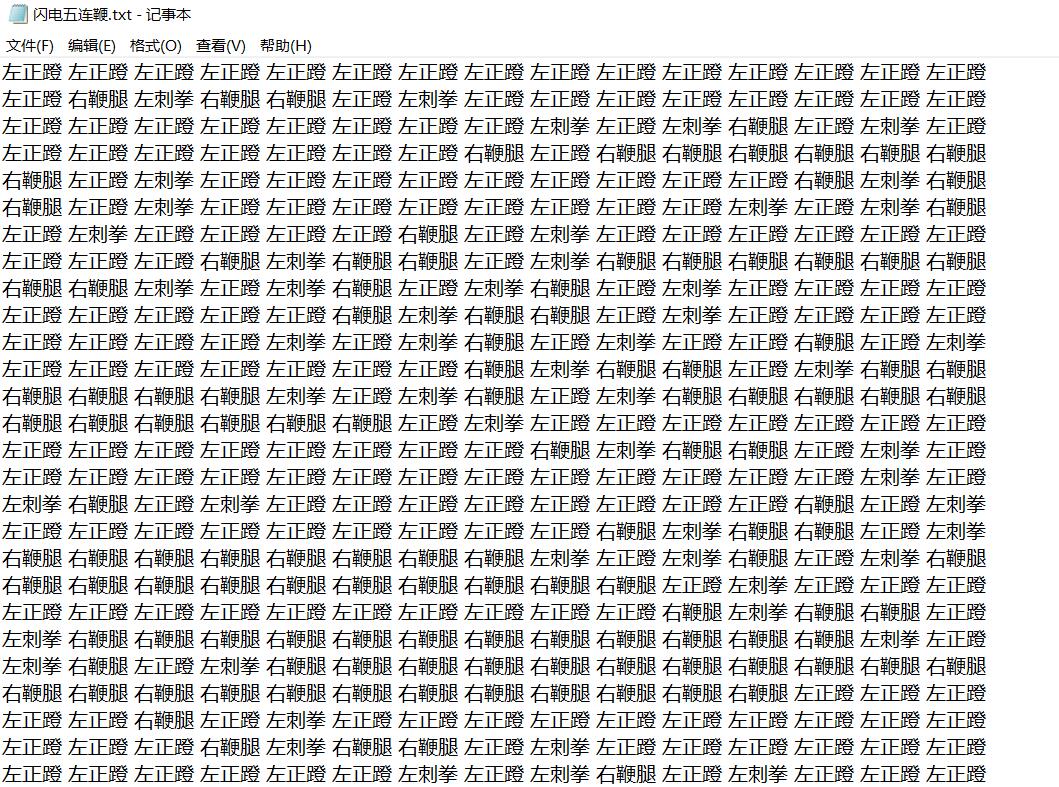 闪电五连鞭.txt - 记事本
文件(F) 编辑(E) 格式(O) 查看(V) 帮助(H)
左正蹬 左正蹬 左正蹬 左正蹬 左正蹬 左正蹬 左正蹬 左正蹬 左正蹬 左正蹬 左正蹬 左正蹬 左正蹬 左正蹬 左正蹬
左正蹬 右鞭腿 左刺拳 右鞭腿 右鞭腿 左正蹬 左刺拳 左正蹬 左正蹬 左正蹬 左正蹬 左正蹬 左正蹬 左正蹬 左正蹬
左正蹬 左正蹬 左正蹬 左正蹬 左正蹬 左正蹬 左正蹬 左正蹬 左刺拳 左正蹬 左刺拳 右鞭腿 左正蹬 左刺拳 左正蹬
左正蹬 左正蹬 左正蹬 左正蹬 左正蹬 左正蹬 左正蹬 右鞭腿 左正蹬 右鞭腿 右鞭腿 右鞭腿 右鞭腿 右鞭腿 右鞭腿
右鞭腿 左正蹬 左刺拳 左正蹬 左正蹬 左正蹬 左正蹬 左正蹬 左正蹬 左正蹬 左正蹬 左正蹬 右鞭腿 左刺拳 右鞭腿
右鞭腿 左正蹬 左刺拳 左正蹬 左正蹬 左正蹬 左正蹬 左正蹬 左正蹬 左正蹬 左正蹬 左刺拳 左正蹬 左刺拳 右鞭腿
左正蹬 左刺拳 左正蹬 左正蹬 左正蹬 左正蹬 右鞭腿 左正蹬 左刺拳 左正蹬 左正蹬 左正蹬 左正蹬 左正蹬 左正蹬
左正蹬 左正蹬 左正蹬 右鞭腿 左刺拳 右鞭腿 右鞭腿 左正蹬 左刺拳 右鞭腿 右鞭腿 右鞭腿 右鞭腿 右鞭腿 右鞭腿
右鞭腿 右鞭腿 左刺拳 左正蹬 左刺拳 右鞭腿 左正蹬 左刺拳 右鞭腿 左正蹬 左刺拳 左正蹬 左正蹬 左正蹬 左正蹬
左正蹬 左正蹬 左正蹬 左正蹬 左正蹬 右鞭腿 左刺拳 右鞭腿 右鞭腿 左正蹬 左刺拳 左正蹬 左正蹬 左正蹬 左正蹬
左正蹬 左正蹬 左正蹬 左正蹬 左刺拳 左正蹬 左刺拳 右鞭腿 左正蹬 左刺拳 左正蹬 左正蹬 右鞭腿 左正蹬 左刺拳
左正蹬 左正蹬 左正蹬 左正蹬 左正蹬 左正蹬 左正蹬 右鞭腿 左刺拳 右鞭腿 右鞭腿 左正蹬 左刺拳 右鞭腿 右鞭腿
右鞭腿 右鞭腿 右鞭腿 右鞭腿 左刺拳 左正蹬 左刺拳 右鞭腿 左正蹬 左刺拳 右鞭腿 右鞭腿 右鞭腿 右鞭腿 右鞭腿
右鞭腿 右鞭腿 右鞭腿 右鞭腿 右鞭腿 右鞭腿 左正蹬 左刺拳 左正蹬 左正蹬 左正蹬 左正蹬 左正蹬 左正蹬 左正蹬
左正蹬 左正蹬 左正蹬 左正蹬 左正蹬 左正蹬 左正蹬 左正蹬 右鞭腿 左刺拳 右鞭腿 右鞭腿 左正蹬 左刺拳 左正蹬
左正蹬 左正蹬 左正蹬 左正蹬 左正蹬 左正蹬 左正蹬 左正蹬 左正蹬 左正蹬 左正蹬 左正蹬 左正蹬 左刺拳 左正蹬
左刺拳 右鞭腿 左正蹬 左刺拳 左正蹬 左正蹬 左正蹬 左正蹬 左正蹬 左正蹬 左正蹬 左正蹬 右鞭腿 左正蹬 左刺拳
左正蹬 左正蹬 左正蹬 左正蹬 左正蹬 左正蹬 左正蹬 左正蹬 左正蹬 右鞭腿 左刺拳 右鞭腿 右鞭腿 左正蹬 左刺拳
右鞭腿 右鞭腿 右鞭腿 右鞭腿 右鞭腿 右鞭腿 右鞭腿 右鞭腿 左刺拳 左正蹬 左刺拳 右鞭腿 左正蹬 左刺拳 右鞭腿
右鞭腿 右鞭腿 右鞭腿 右鞭腿 右鞭腿 右鞭腿 右鞭腿 右鞭腿 右鞭腿 右鞭腿 左正蹬 左刺拳 左正蹬 左正蹬 左正蹬
左正蹬 左正蹬 左正蹬 左正蹬 左正蹬 左正蹬 左正蹬 左正蹬 左正蹬 左正蹬 右鞭腿 左刺拳 右鞭腿 右鞭腿 左正蹬
左刺拳 右鞭腿 右鞭腿 右鞭腿 右鞭腿 右鞭腿 右鞭腿 右鞭腿 右鞭腿 右鞭腿 右鞭腿 右鞭腿 右鞭腿 左刺拳 左正蹬
左刺拳 右鞭腿 左正蹬 左刺拳 右鞭腿 右鞭腿 右鞭腿 右鞭腿 右鞭腿 右鞭腿 右鞭腿 右鞭腿 右鞭腿 右鞭腿 右鞭腿
右鞭腿 右鞭腿 右鞭腿 右鞭腿 右鞭腿 右鞭腿 右鞭腿 右鞭腿 右鞭腿 右鞭腿 右鞭腿 右鞭腿 左正蹬 左正蹬 左正蹬
左正蹬 左正蹬 右鞭腿 左正蹬 左刺拳 左正蹬 左正蹬 左正蹬 左正蹬 左正蹬 左正蹬 左正蹬 左正蹬 左正蹬 左正蹬
左正蹬 左正蹬 左正蹬 右鞭腿 左刺拳 右鞭腿 右鞭腿 左正蹬 左刺拳 左正蹬 左正蹬 左正蹬 左正蹬 左正蹬 左正蹬
左正蹬 左正蹬 左正蹬 左正蹬 左正蹬 左正蹬 左刺拳 左正蹬 左刺拳 右鞭腿 左正蹬 左刺拳 左正蹬 左正蹬 左正蹬